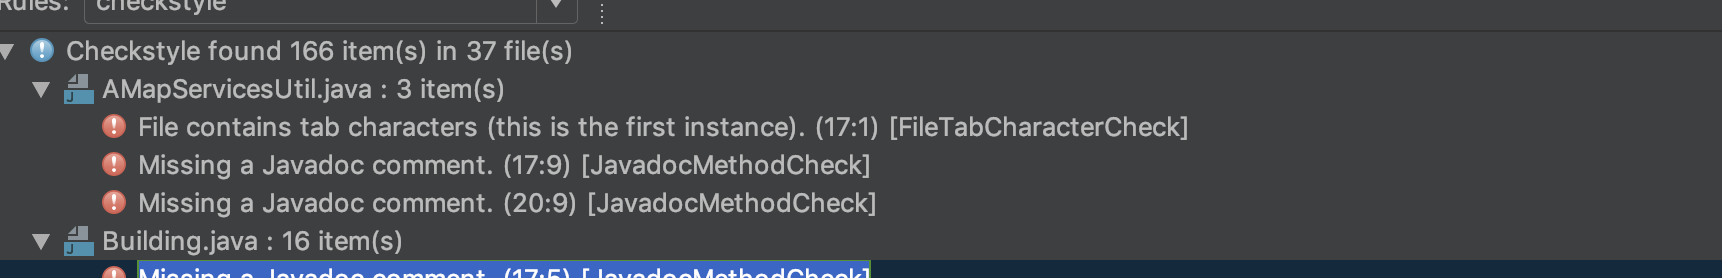 Rules: checkstyle
Checkstyle found 166 item(s) in 37 file(s)
AMapServicesUtil.java : 3 item(s)
File contains tab characters (this is the first instance). (17:1) [FileTabCharacterCheck]
Missing a Javadoc comment. (17:9) [JavadocMethodCheck]
Missing a Javadoc comment. (20:9) [JavadocMethodCheck]
Building.java : 16 item(s)
Missing a Javadoc comment. (17:5) [JavadocMethodCheck]